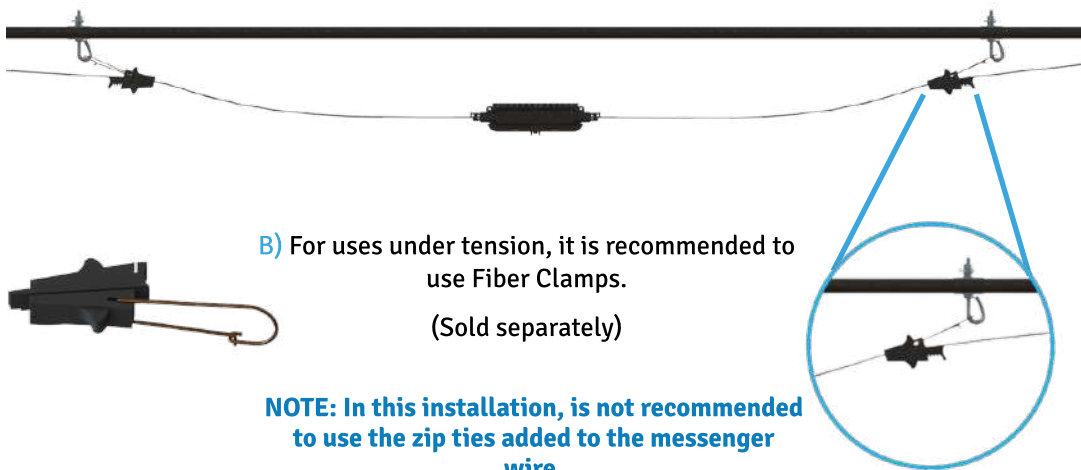 B) For uses under tension, it is recommended to
use Fiber Clamps.
(Sold separately)
NOTE: In this installation, is not recommended
to use the zip ties added to the messenger
wire